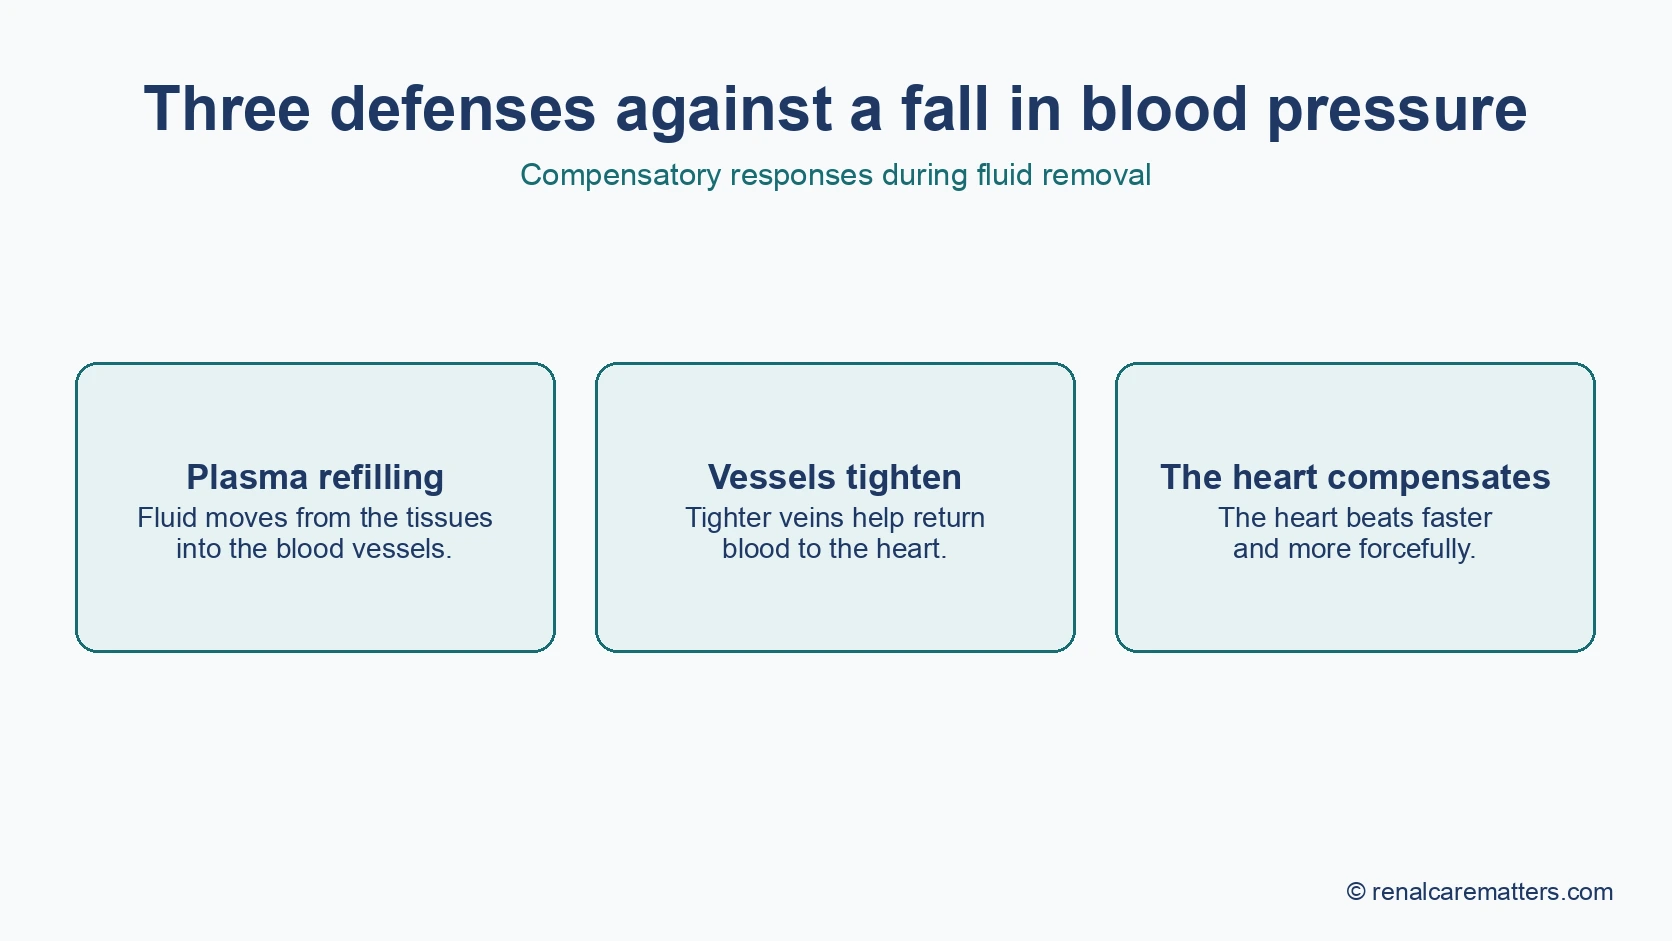 Three defenses against a fall in blood pressure
Compensatory responses during fluid removal
Plasma refilling
Fluid moves from the tissues
into the blood vessels.
Vessels tighten
Tighter veins help return
blood to the heart.
The heart compensates
The heart beats faster
and more forcefully.
© renalcarematters.com